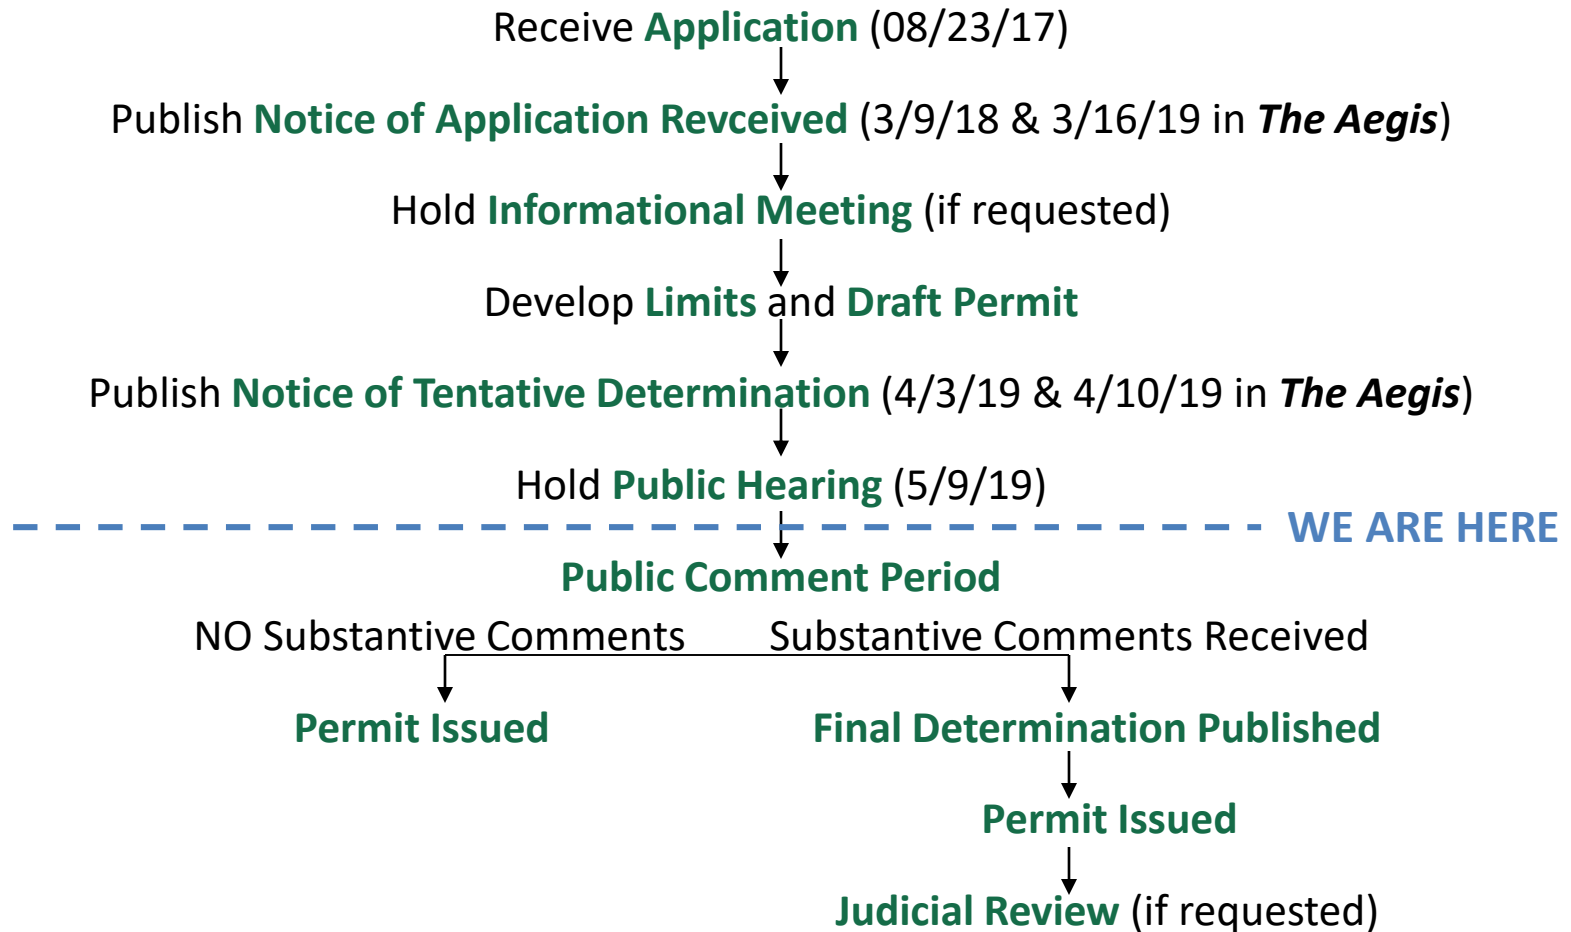 Receive Application (08/23/17)
Publish Notice of Application Revceived (3/9/18 & 3/16/19 in The Aegis)
Hold Informational Meeting (if requested)
Develop Limits and Draft Permit
Publish Notice of Tentative Determination (4/3/19 & 4/10/19 in The Aegis)
Hold Public Hearing (5/9/19)
WE ARE HERE
Public Comment Period
NO Substantive Comments Substantive Comments Received
Permit Issued Final Determination Published
Permit Issued
Judicial Review (if requested)